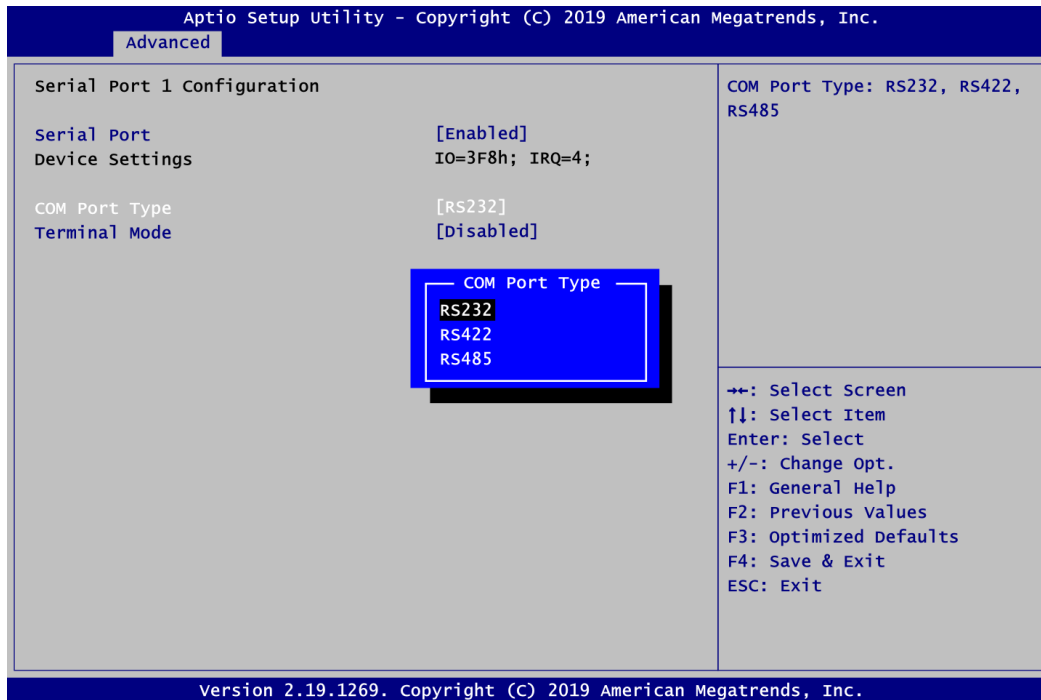 Aptio Setup Utility – Copyright (C) 2019 American Megatrends, Inc.
Advanced
Serial Port 1 Configuration
Serial Port [Enabled]
Device Settings IO=3F8h; IRQ=4;
COM Port Type [RS232]
Terminal Mode [Disabled]
COM Port Type
RS232
RS422
RS485
COM Port Type: RS232, RS422,
RS485
→←: Select Screen
↑↓: Select Item
Enter: Select
+/-: Change Opt.
F1: General Help
F2: Previous Values
F3: Optimized Defaults
F4: Save & Exit
ESC: Exit
Version 2.19.1269. Copyright (C) 2019 American Megatrends, Inc.